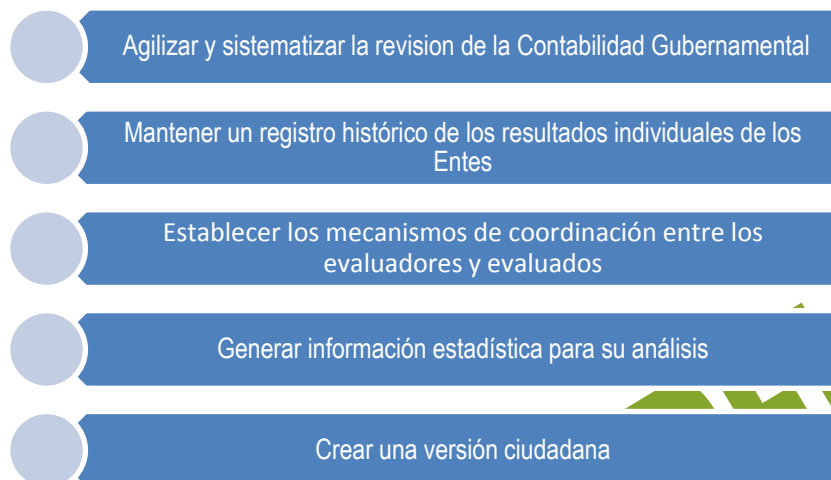 Agilizar y sistematizar la revision de la Contabilidad Gubernamental
Mantener un registro histórico de los resultados individuales de los
Entes
Establecer los mecanismos de coordinación entre los
evaluadores y evaluados
Generar información estadística para su análisis
Crear una versión ciudadana